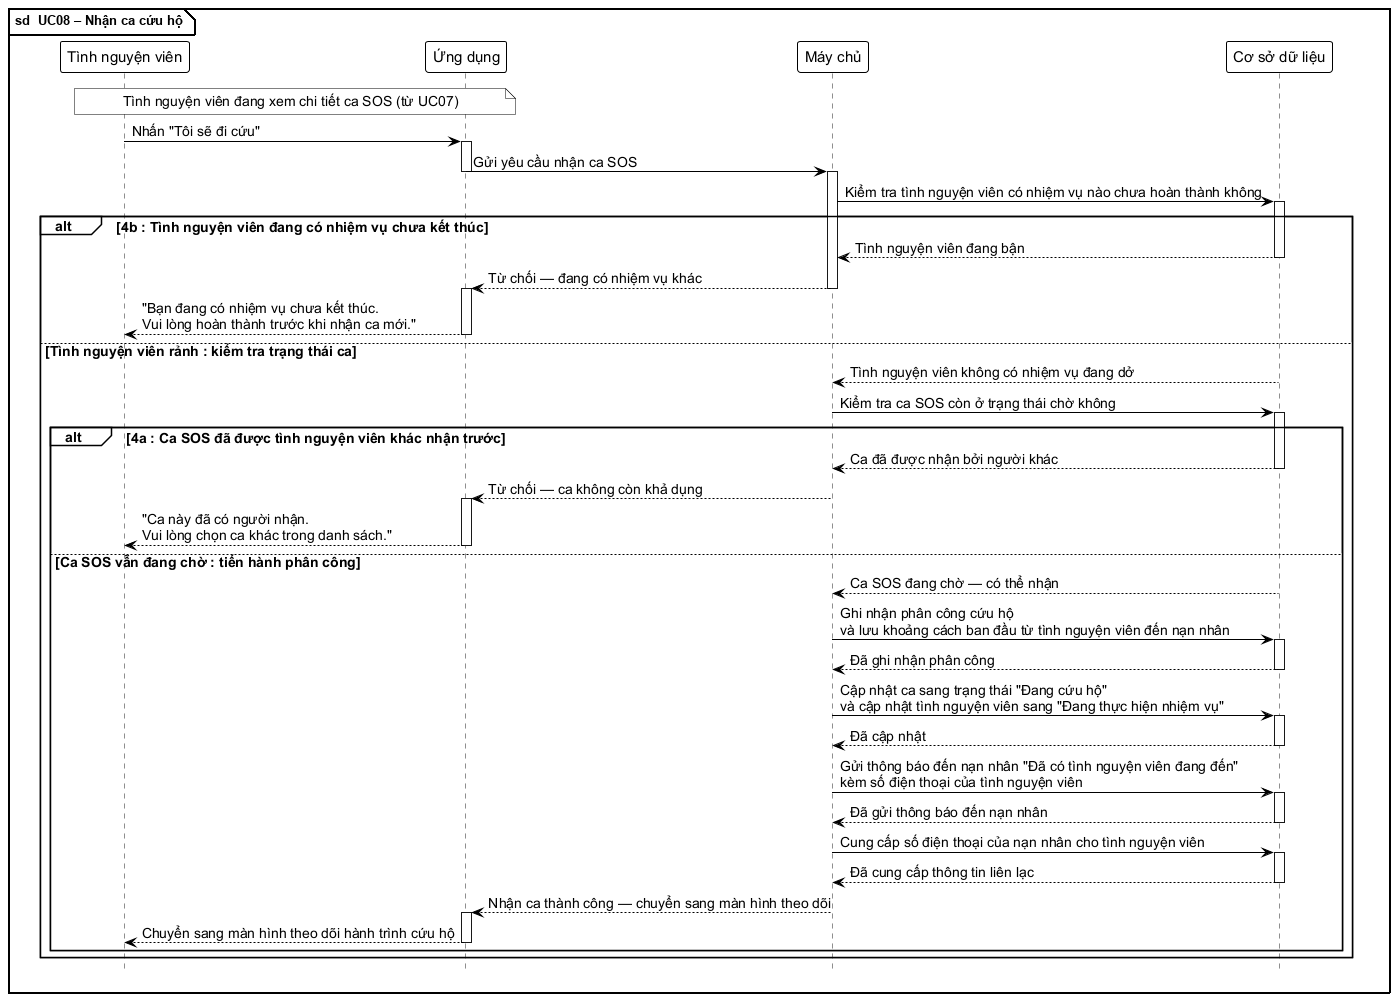 sd UC08 – Nhận ca cứu hộ
Tình nguyện viên
Ứng dụng
Máy chủ
Cơ sở dữ liệu
Tình nguyện viên đang xem chi tiết ca SOS (từ UC07)
Nhấn "Tôi sẽ đi cứu"
Gửi yêu cầu nhận ca SOS
Kiểm tra tình nguyện viên có nhiệm vụ nào chưa hoàn thành không
alt [4b : Tình nguyện viên đang có nhiệm vụ chưa kết thúc]
Tình nguyện viên đang bận
Từ chối — đang có nhiệm vụ khác
"Bạn đang có nhiệm vụ chưa kết thúc.
Vui lòng hoàn thành trước khi nhận ca mới."
[Tình nguyện viên rảnh : kiểm tra trạng thái ca]
Tình nguyện viên không có nhiệm vụ đang dở
Kiểm tra ca SOS còn ở trạng thái chờ không
alt [4a : Ca SOS đã được tình nguyện viên khác nhận trước]
Ca đã được nhận bởi người khác
Từ chối — ca không còn khả dụng
"Ca này đã có người nhận.
Vui lòng chọn ca khác trong danh sách."
[Ca SOS vẫn đang chờ : tiến hành phân công]
Ca SOS đang chờ — có thể nhận
Ghi nhận phân công cứu hộ
và lưu khoảng cách ban đầu từ tình nguyện viên đến nạn nhân
Đã ghi nhận phân công
Cập nhật ca sang trạng thái "Đang cứu hộ"
và cập nhật tình nguyện viên sang "Đang thực hiện nhiệm vụ"
Đã cập nhật
Gửi thông báo đến nạn nhân "Đã có tình nguyện viên đang đến"
kèm số điện thoại của tình nguyện viên
Đã gửi thông báo đến nạn nhân
Cung cấp số điện thoại của nạn nhân cho tình nguyện viên
Đã cung cấp thông tin liên lạc
Nhận ca thành công — chuyển sang màn hình theo dõi
Chuyển sang màn hình theo dõi hành trình cứu hộ